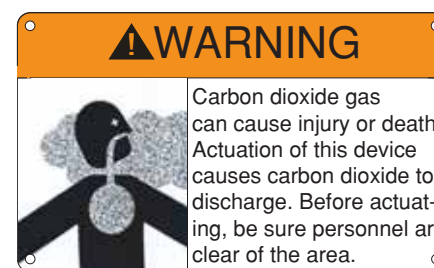 WARNING
Carbon dioxide gas
can cause injury or death
Actuation of this device
causes carbon dioxide to
discharge. Before actuat-
ing, be sure personnel ar
clear of the area.